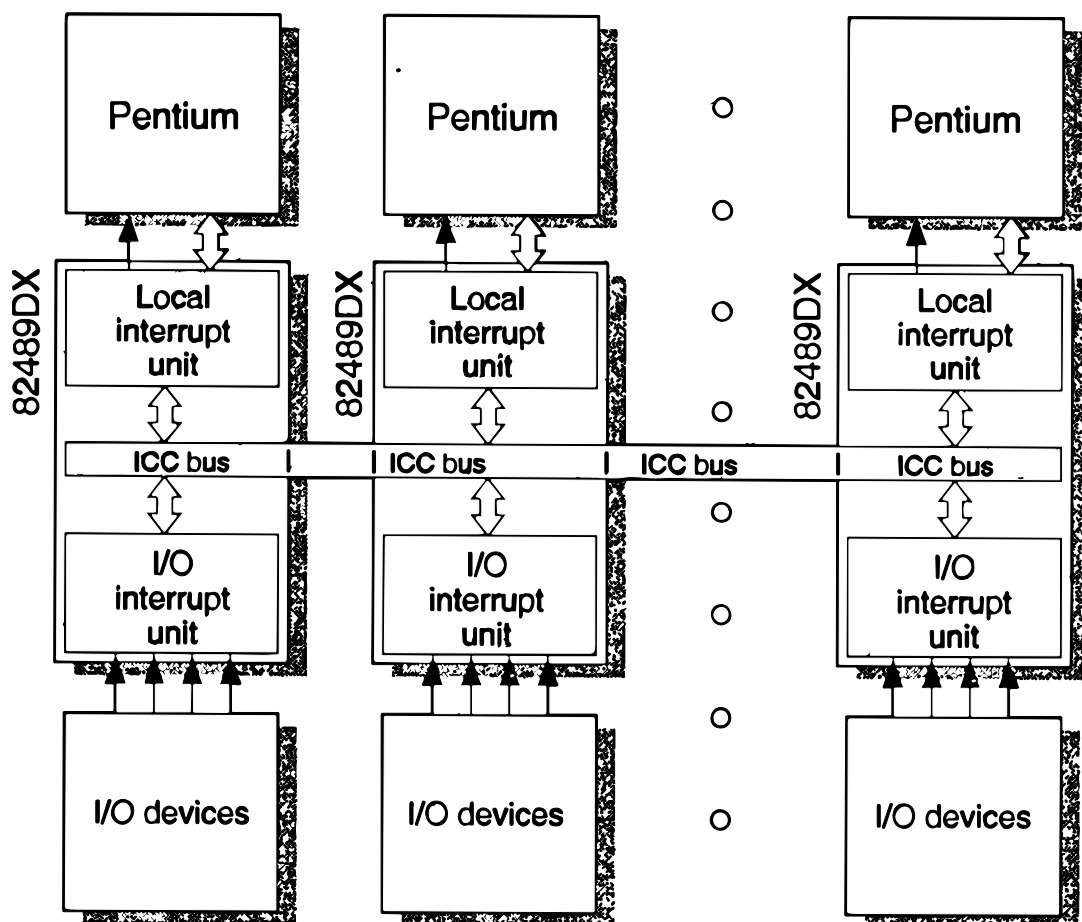 Pentium
Pentium
Pentium
82489DX
Local
interrupt
unit
82489DX
Local
interrupt
unit
82489DX
Local
interrupt
unit
ICC bus
ICC bus
ICC bus
ICC bus
I/O
interrupt
unit
I/O
interrupt
unit
I/O
interrupt
unit
I/O devices
I/O devices
I/O devices